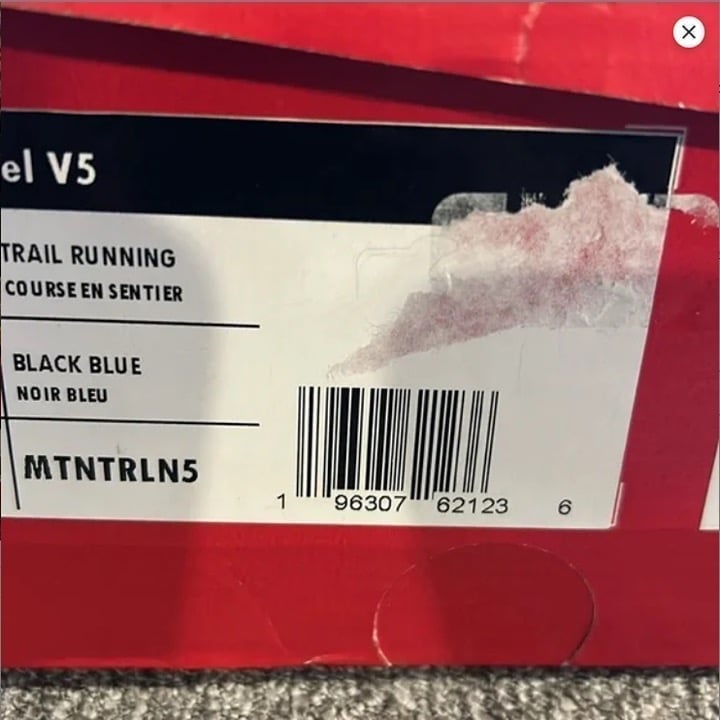 el V5
TRAIL RUNNING
COURSE EN SENTIER
BLACK BLUE
NOIR BLEU
MTNTRLN5
1 96307 62123 6